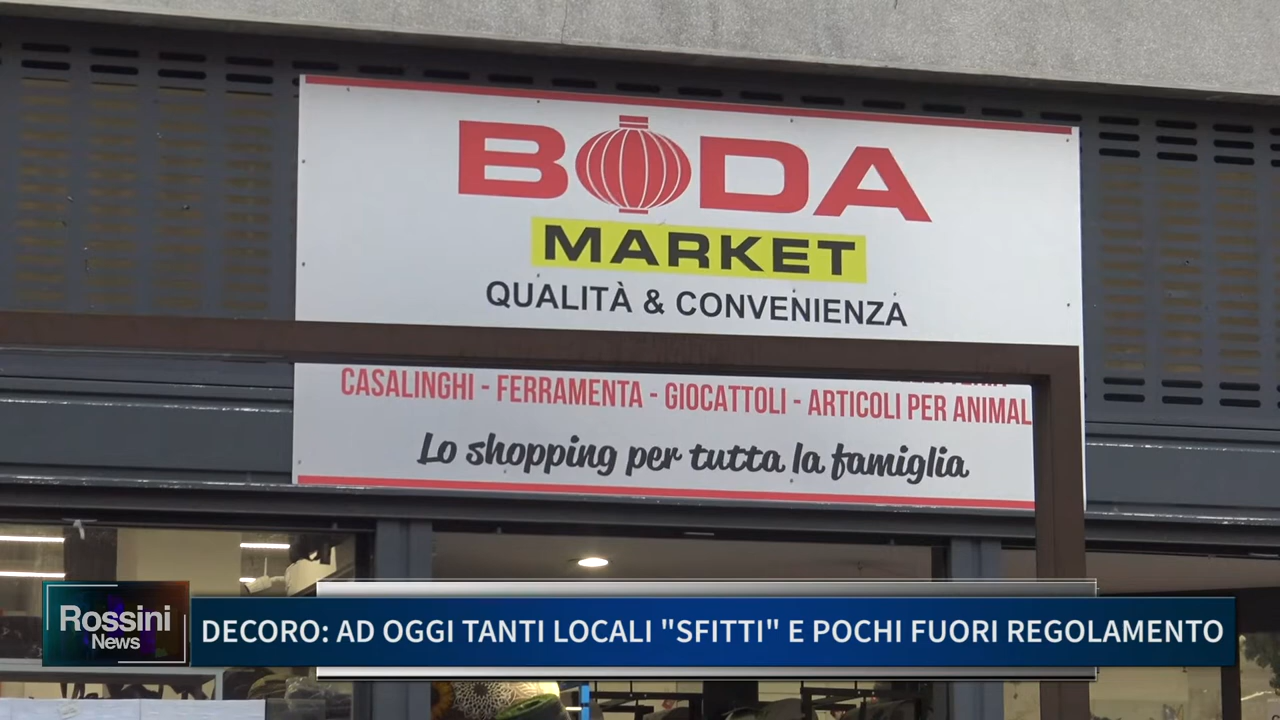 BODA
MARKET
QUALITÀ & CONVENIENZA
CASALINGHI - FERRAMENTA - GIOCATTOLI - ARTICOLI PER ANIMAL
Lo shopping per tutta la famiglia
Rossini
News
DECORO: AD OGGI TANTI LOCALI "SFITTI" E POCHI FUORI REGOLAMENTO